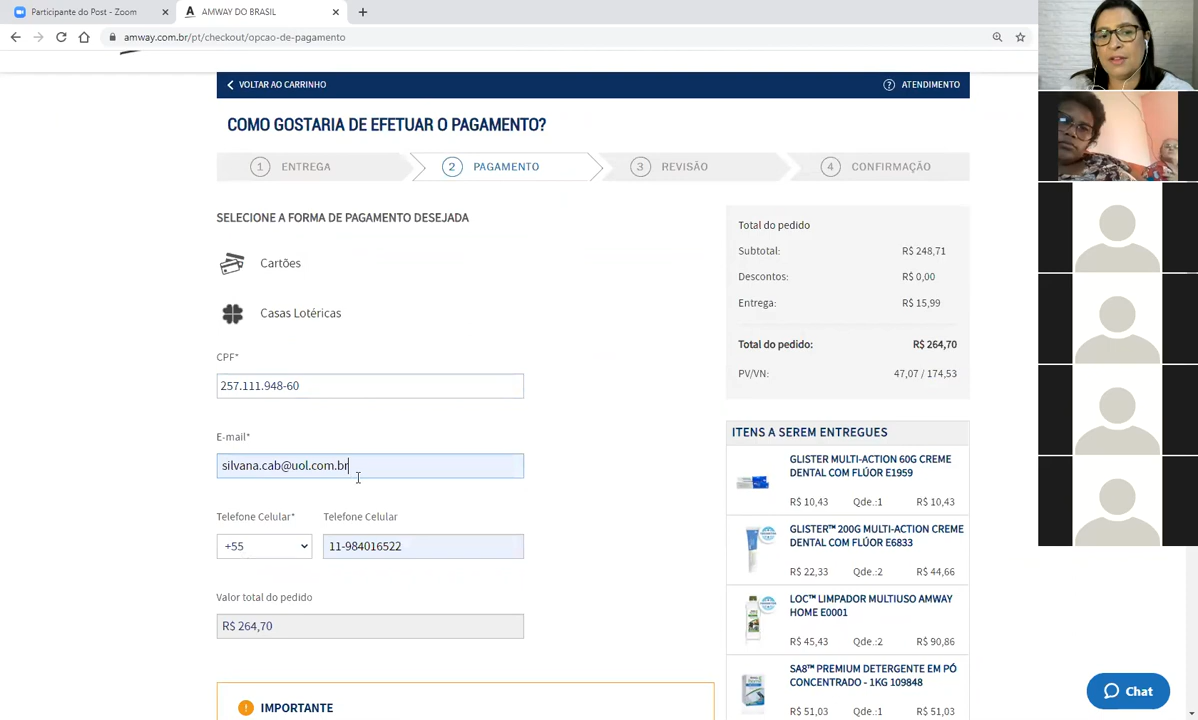 Participante do Post - Zoom
AMWAY DO BRASIL
amway.com.br/pt/checkout/opcao-de-pagamento
VOLTAR AO CARRINHO
? ATENDIMENTO
COMO GOSTARIA DE EFETUAR O PAGAMENTO?
1 ENTREGA
2 PAGAMENTO
3 REVISÃO
4 CONFIRMAÇÃO
SELECIONE A FORMA DE PAGAMENTO DESEJADA
Cartões
Casas Lotéricas
CPF*
257.111.948-60
E-mail*
silvana.cab@uol.com.br
Telefone Celular* Telefone Celular
+55 11-984016522
Valor total do pedido
R$ 264,70
! IMPORTANTE
Total do pedido
Subtotal: R$ 248,71
Descontos: R$ 0,00
Entrega: R$ 15,99
Total do pedido: R$ 264,70
PV/VN: 47,07 / 174,53
ITENS A SEREM ENTREGUES
GLISTER MULTI-ACTION 60G CREME
DENTAL COM FLÚOR E1959
R$ 10,43 Qde.:1 R$ 10,43
GLISTER™ 200G MULTI-ACTION CREME
DENTAL COM FLÚOR E6833
R$ 22,33 Qde.:2 R$ 44,66
LOC™ LIMPADOR MULTIUSO AMWAY
HOME E0001
R$ 45,43 Qde.:2 R$ 90,86
SA8™ PREMIUM DETERGENTE EM PÓ
CONCENTRADO - 1KG 109848
R$ 51,03 Qde.:1 R$ 51,03
Chat